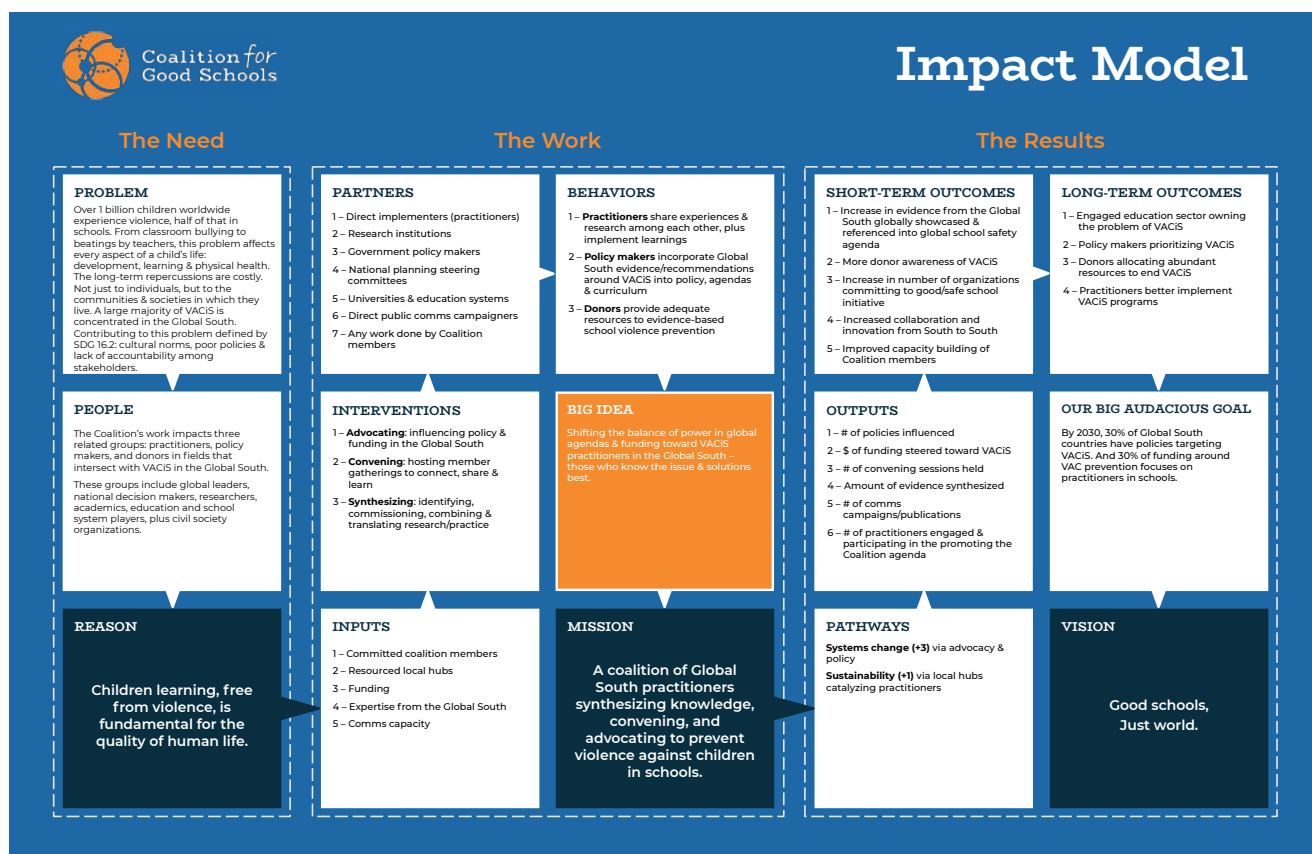 Coalition for
Good Schools
Impact Model
The Need
The Work
The Results
PROBLEM
Over 1 billion children worldwide
experience violence, half of that in
schools. From classroom bullying to
beatings by teachers, this problem affects
every aspect of a child's life:
development, learning & physical health.
The long-term repercussions are costly.
Not just to individuals, but to the
communities & societies in which they
live. A large majority of VACiS is
concentrated in the Global South.
Contributing to this problem defined by
SDG 16.2: cultural norms, poor policies &
lack of accountability among
stakeholders.
PEOPLE
The Coalition's work impacts three
related groups: practitioners, policy
makers, and donors in fields that
intersect with VACiS in the Global South.
These groups include global leaders,
national decision makers, researchers,
academics, education and school
system players, plus civil society
organizations.
REASON
Children learning, free
from violence, is
fundamental for the
quality of human life.
PARTNERS
1 – Direct implementers (practitioners)
2 – Research institutions
3 – Government policy makers
4 – National planning steering
committees
5 – Universities & education systems
6 – Direct public comms campaigners
7 – Any work done by Coalition
members
INTERVENTIONS
1 – Advocating: influencing policy &
funding in the Global South
2 – Convening: hosting member
gatherings to connect, share &
learn
3 – Synthesizing: identifying,
commissioning, combining &
translating research/practice
INPUTS
1 – Committed coalition members
2 – Resourced local hubs
3 – Funding
4 – Expertise from the Global South
5 – Comms capacity
BEHAVIORS
1 – Practitioners share experiences &
research among each other, plus
implement learnings
2 – Policy makers incorporate Global
South evidence/recommendations
around VACiS into policy, agendas
& curriculum
3 – Donors provide adequate
resources to evidence-based
school violence prevention
BIG IDEA
Shifting the balance of power in global
agendas & funding toward VACiS
practitioners in the Global South –
those who know the issue & solutions
best.
MISSION
A coalition of Global
South practitioners
synthesizing knowledge,
convening, and
advocating to prevent
violence against children
in schools.
SHORT-TERM OUTCOMES
1 – Increase in evidence from the Global
South globally showcased &
referenced into global school safety
agenda
2 – More donor awareness of VACiS
3 – Increase in number of organizations
committing to good/safe school
initiative
4 – Increased collaboration and
innovation from South to South
5 – Improved capacity building of
Coalition members
OUTPUTS
1 – # of policies influenced
2 – $ of funding steered toward VACiS
3 – # of convening sessions held
4 – Amount of evidence synthesized
5 – # of comms
campaigns/publications
6 – # of practitioners engaged &
participating in the promoting the
Coalition agenda
PATHWAYS
Systems change (+3) via advocacy &
policy
Sustainability (+1) via local hubs
catalyzing practitioners
LONG-TERM OUTCOMES
1 – Engaged education sector owning
the problem of VACiS
2 – Policy makers prioritizing VACiS
3 – Donors allocating abundant
resources to end VACiS
4 – Practitioners better implement
VACiS programs
OUR BIG AUDACIOUS GOAL
By 2030, 30% of Global South
countries have policies targeting
VACiS. And 30% of funding around
VAC prevention focuses on
practitioners in schools.
VISION
Good schools,
Just world.